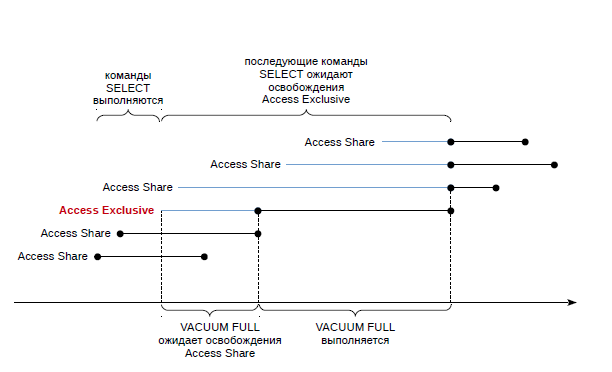 команды
SELECT
выполняются
последующие команды
SELECT ожидают
освобождения
Access Exclusive
Access Share
Access Share
Access Share
Access Exclusive
Access Share
Access Share
VACUUM FULL
ожидает освобождения
Access Share
VACUUM FULL
выполняется